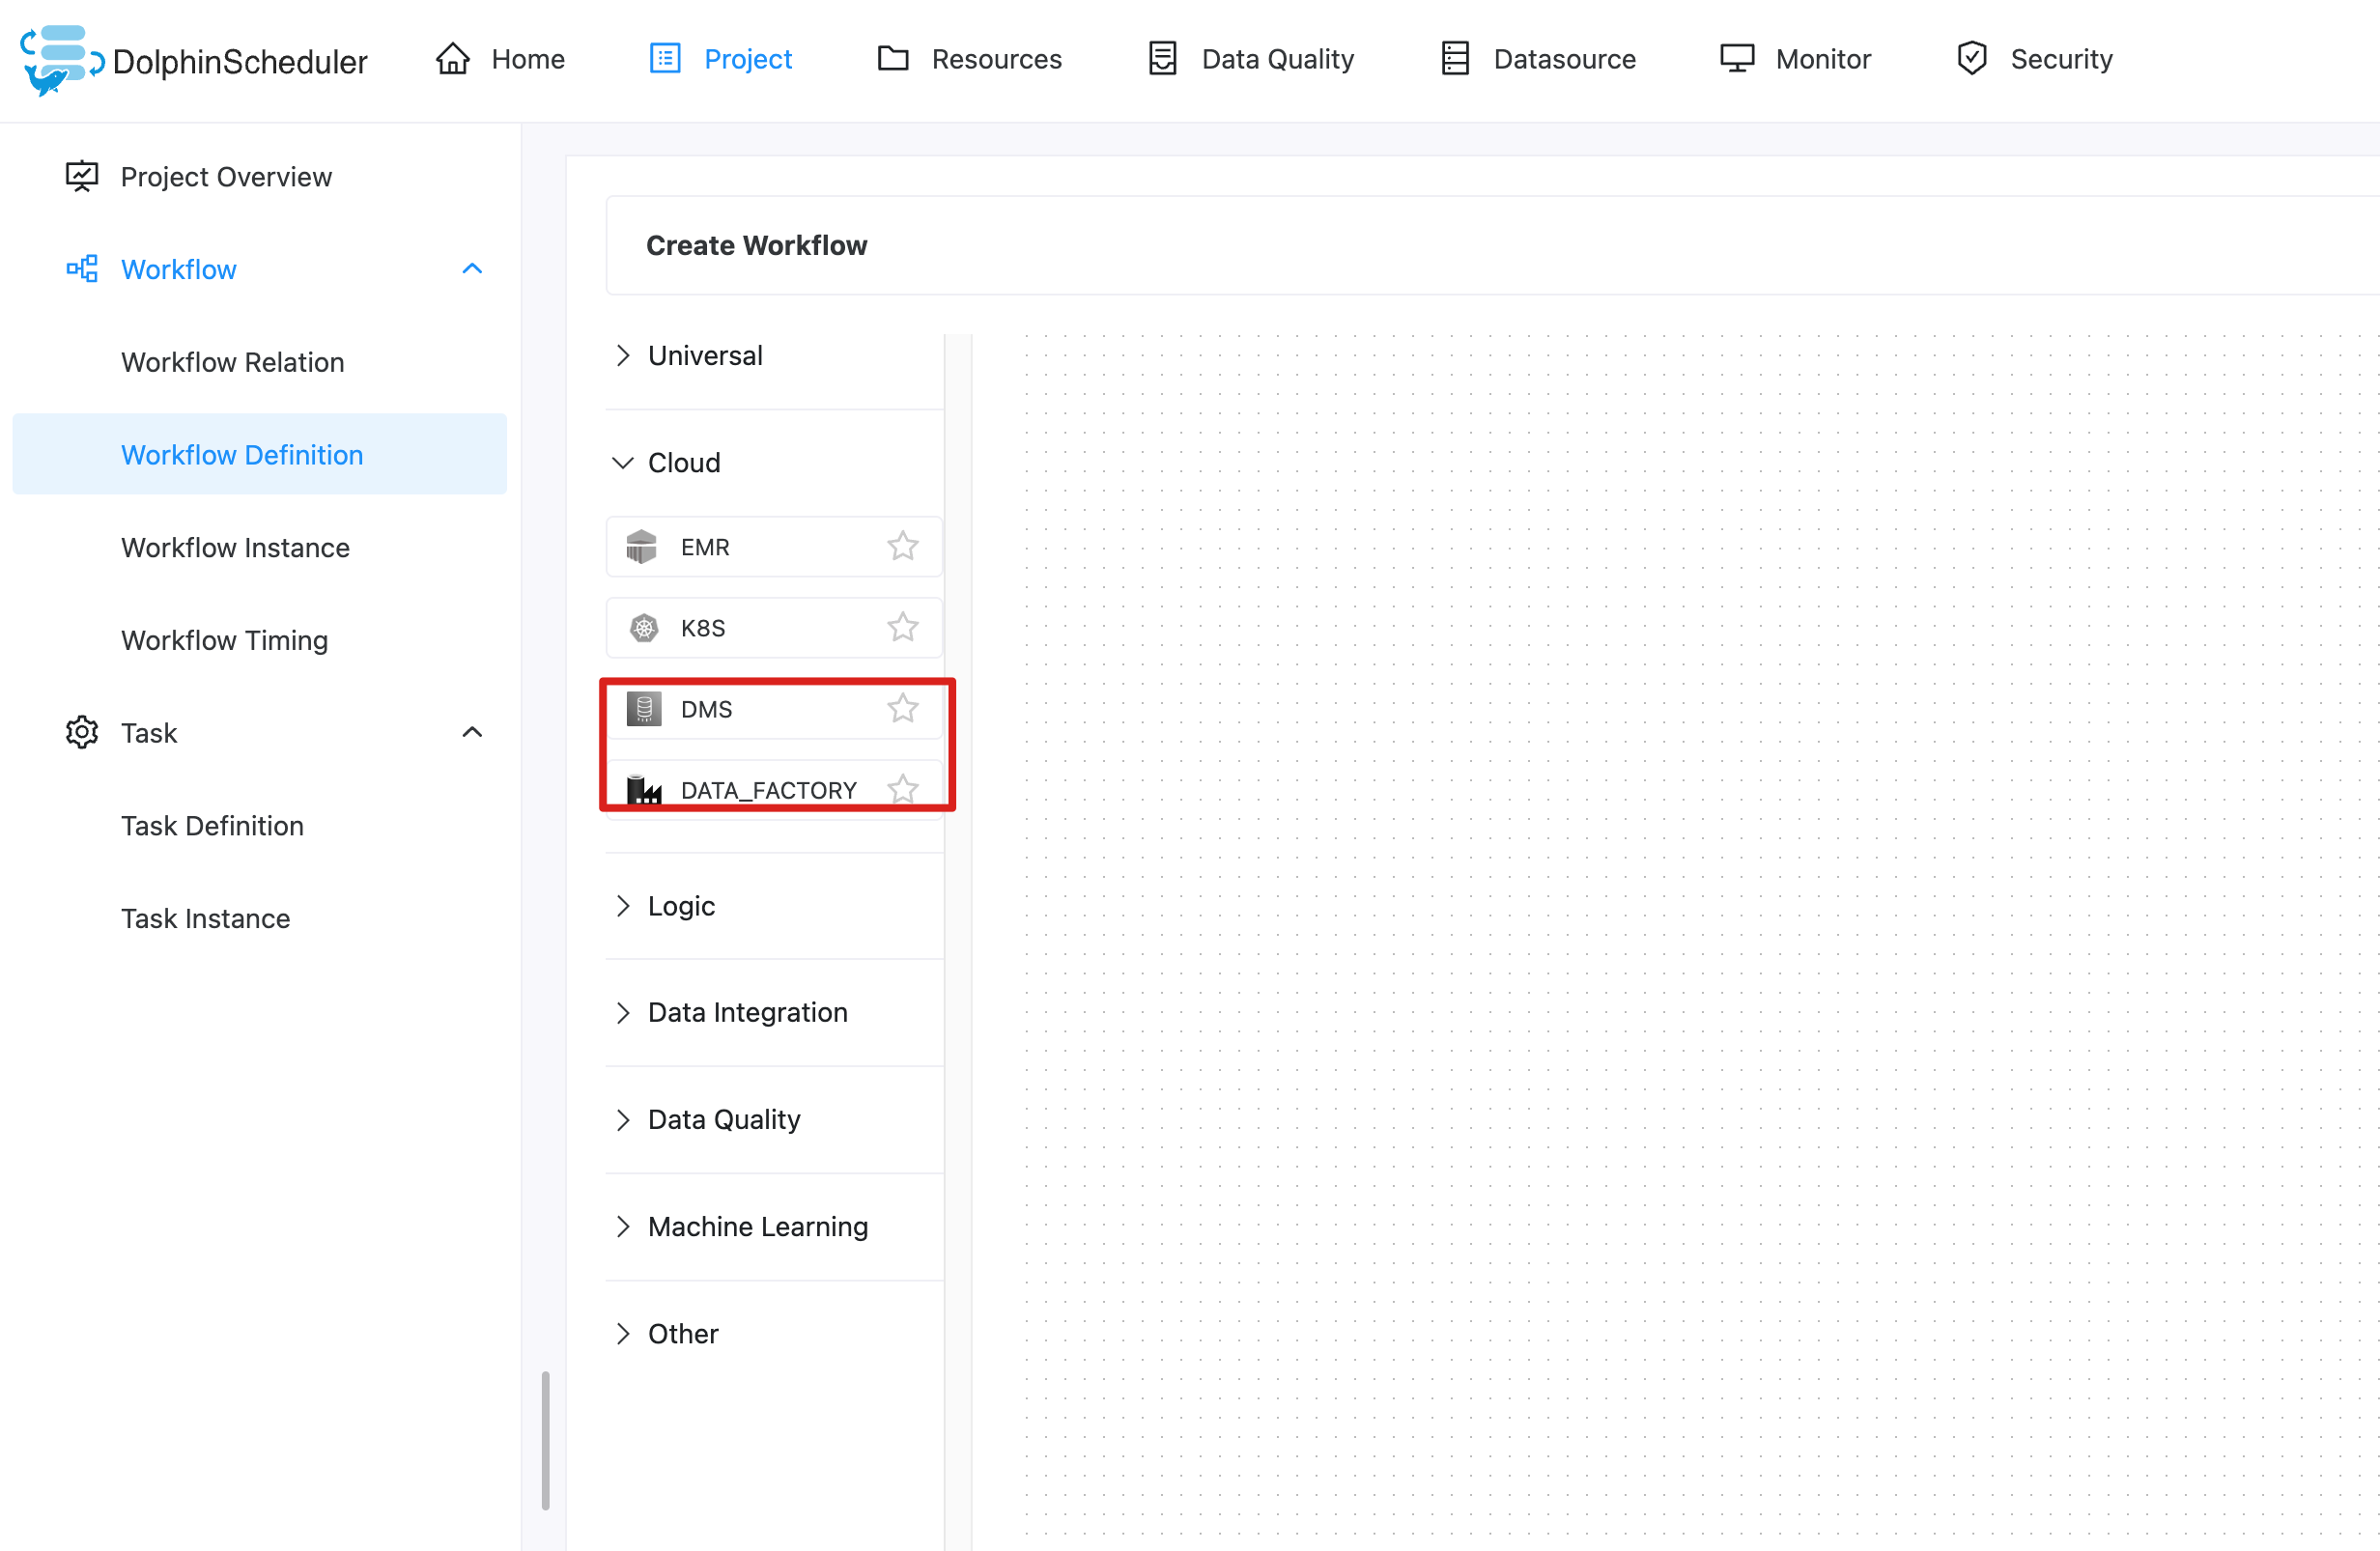 DolphinScheduler
Home
Project
Resources
Data Quality
Datasource
Monitor
Security
Project Overview
Workflow
Workflow Relation
Workflow Definition
Workflow Instance
Workflow Timing
Task
Task Definition
Task Instance
Create Workflow
Universal
Cloud
EMR
K8S
DMS
DATA_FACTORY
Logic
Data Integration
Data Quality
Machine Learning
Other